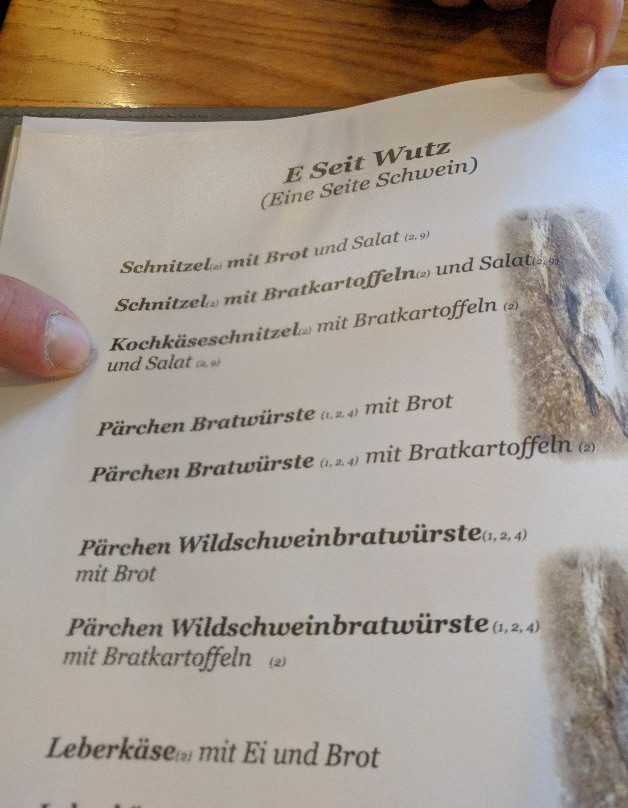 E Seit Wutz
(Eine Seite Schwein)
Schnitzel(2) mit Brot und Salat (2, 9)
Schnitzel(2) mit Bratkartoffeln(2) und Salat(2, 9)
Kochkäseschnitzel(2) mit Bratkartoffeln (2)
und Salat (2, 9)
Pärchen Bratwürste (1, 2, 4) mit Brot
Pärchen Bratwürste (1, 2, 4) mit Bratkartoffeln (2)
Pärchen Wildschweinbratwürste(1, 2, 4)
mit Brot
Pärchen Wildschweinbratwürste (1, 2, 4)
mit Bratkartoffeln (2)
Leberkäse(2) mit Ei und Brot